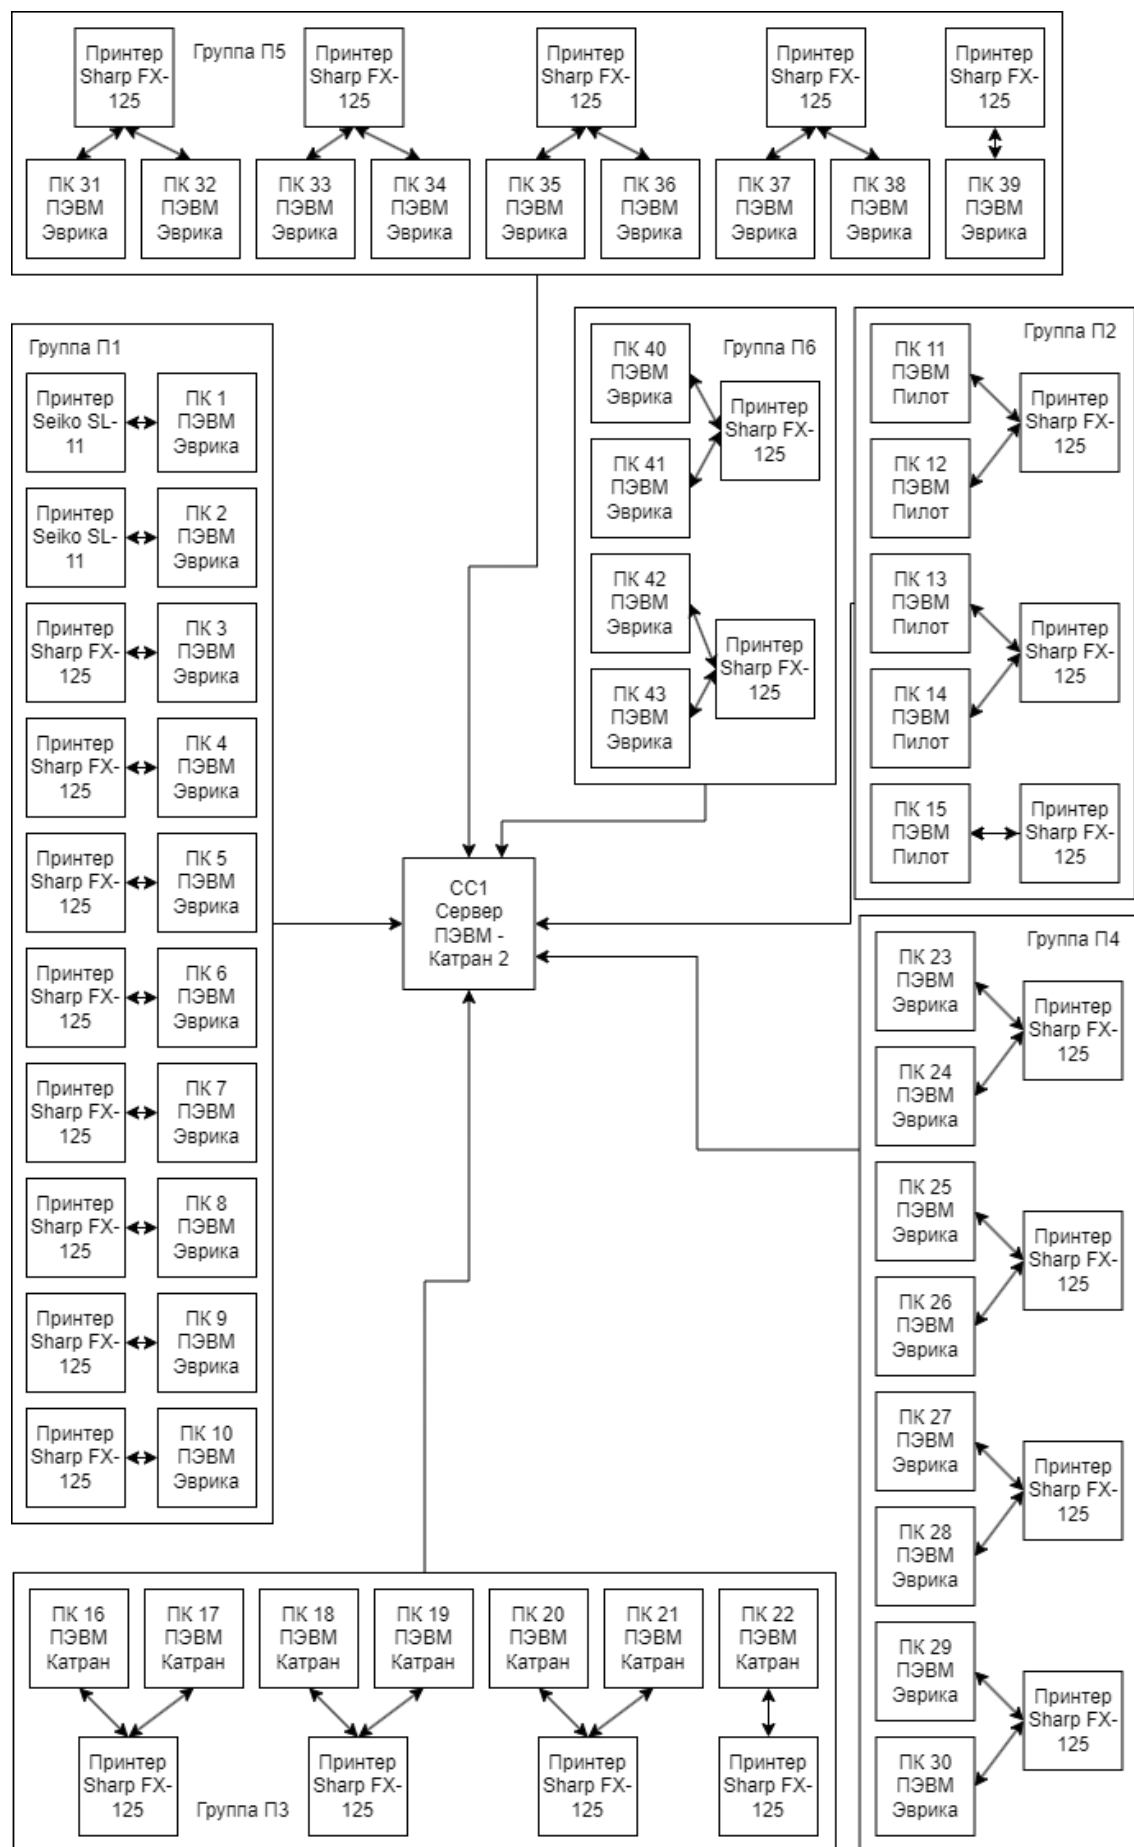 Группа П5
Принтер
Sharp FX-
125
Принтер
Sharp FX-
125
Принтер
Sharp FX-
125
Принтер
Sharp FX-
125
Принтер
Sharp FX-
125
ПК 31
ПЭВМ
Эврика
ПК 32
ПЭВМ
Эврика
ПК 33
ПЭВМ
Эврика
ПК 34
ПЭВМ
Эврика
ПК 35
ПЭВМ
Эврика
ПК 36
ПЭВМ
Эврика
ПК 37
ПЭВМ
Эврика
ПК 38
ПЭВМ
Эврика
ПК 39
ПЭВМ
Эврика
Группа П1
Принтер
Seiko SL-
11
ПК 1
ПЭВМ
Эврика
Принтер
Seiko SL-
11
ПК 2
ПЭВМ
Эврика
Принтер
Sharp FX-
125
ПК 3
ПЭВМ
Эврика
Принтер
Sharp FX-
125
ПК 4
ПЭВМ
Эврика
Принтер
Sharp FX-
125
ПК 5
ПЭВМ
Эврика
Принтер
Sharp FX-
125
ПК 6
ПЭВМ
Эврика
Принтер
Sharp FX-
125
ПК 7
ПЭВМ
Эврика
Принтер
Sharp FX-
125
ПК 8
ПЭВМ
Эврика
Принтер
Sharp FX-
125
ПК 9
ПЭВМ
Эврика
Принтер
Sharp FX-
125
ПК 10
ПЭВМ
Эврика
Группа П6
ПК 40
ПЭВМ
Эврика
ПК 41
ПЭВМ
Эврика
Принтер
Sharp FX-
125
ПК 42
ПЭВМ
Эврика
ПК 43
ПЭВМ
Эврика
Принтер
Sharp FX-
125
Группа П2
ПК 11
ПЭВМ
Пилот
ПК 12
ПЭВМ
Пилот
Принтер
Sharp FX-
125
ПК 13
ПЭВМ
Пилот
ПК 14
ПЭВМ
Пилот
Принтер
Sharp FX-
125
ПК 15
ПЭВМ
Пилот
Принтер
Sharp FX-
125
СС1
Сервер
ПЭВМ -
Катран 2
Группа П4
ПК 23
ПЭВМ
Эврика
ПК 24
ПЭВМ
Эврика
Принтер
Sharp FX-
125
ПК 25
ПЭВМ
Эврика
ПК 26
ПЭВМ
Эврика
Принтер
Sharp FX-
125
ПК 27
ПЭВМ
Эврика
ПК 28
ПЭВМ
Эврика
Принтер
Sharp FX-
125
ПК 29
ПЭВМ
Эврика
ПК 30
ПЭВМ
Эврика
Принтер
Sharp FX-
125
ПК 16
ПЭВМ
Катран
ПК 17
ПЭВМ
Катран
ПК 18
ПЭВМ
Катран
ПК 19
ПЭВМ
Катран
ПК 20
ПЭВМ
Катран
ПК 21
ПЭВМ
Катран
ПК 22
ПЭВМ
Катран
Принтер
Sharp FX-
125
Группа П3
Принтер
Sharp FX-
125
Принтер
Sharp FX-
125
Принтер
Sharp FX-
125